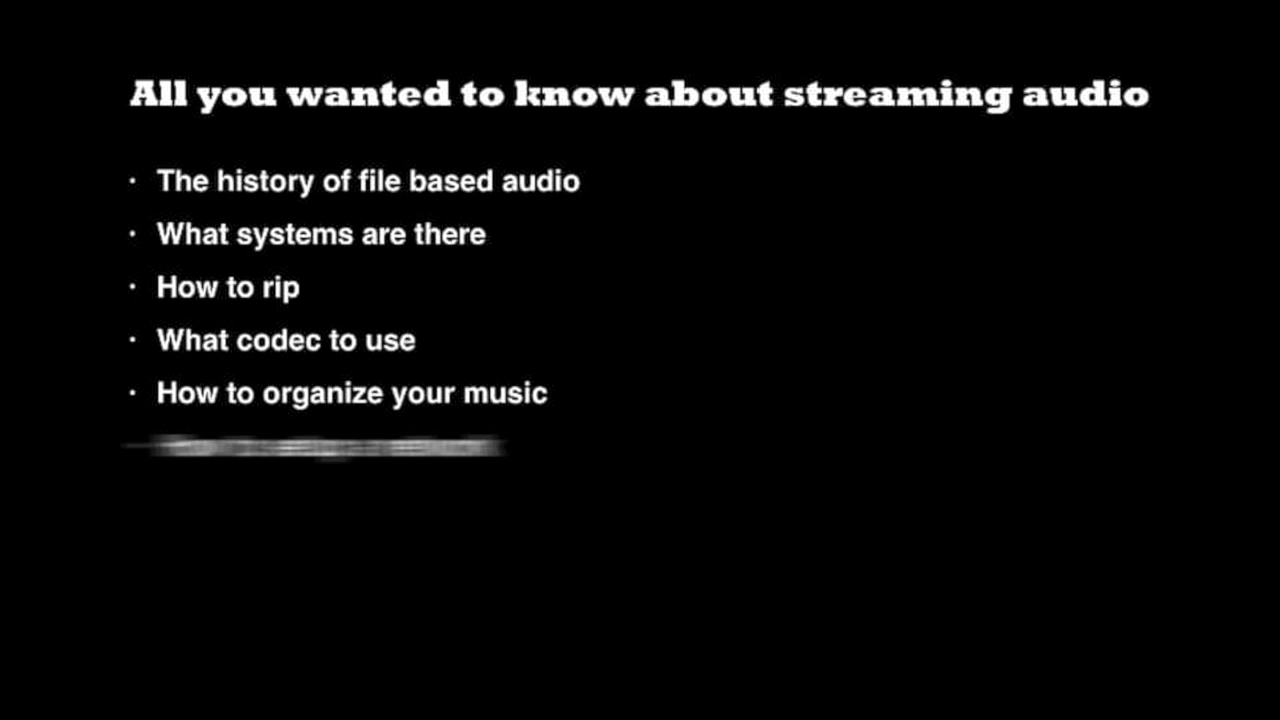 All you wanted to know about streaming audio
· The history of file based audio
· What systems are there
· How to rip
· What codec to use
· How to organize your music